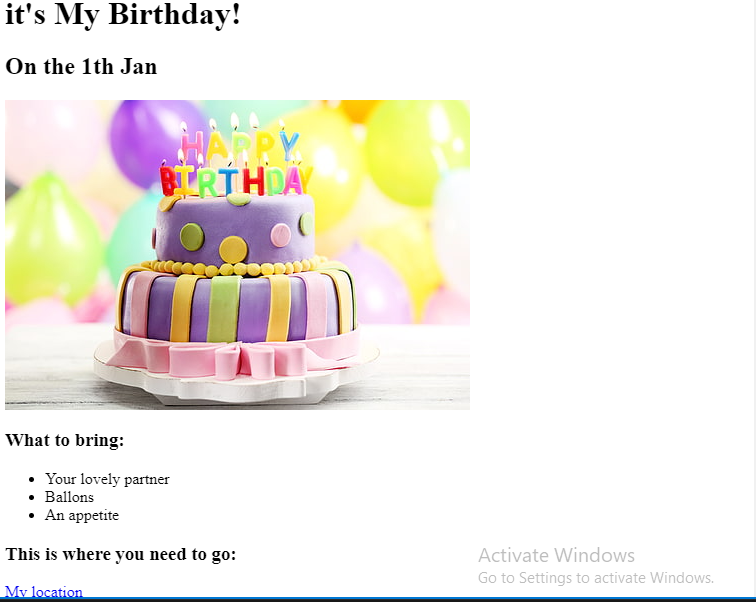 it's My Birthday!
On the 1th Jan
HAPPY
BIRTHDAY
What to bring:
Your lovely partner
Ballons
An appetite
This is where you need to go:
Activate Windows
Go to Settings to activate Windows.
My location